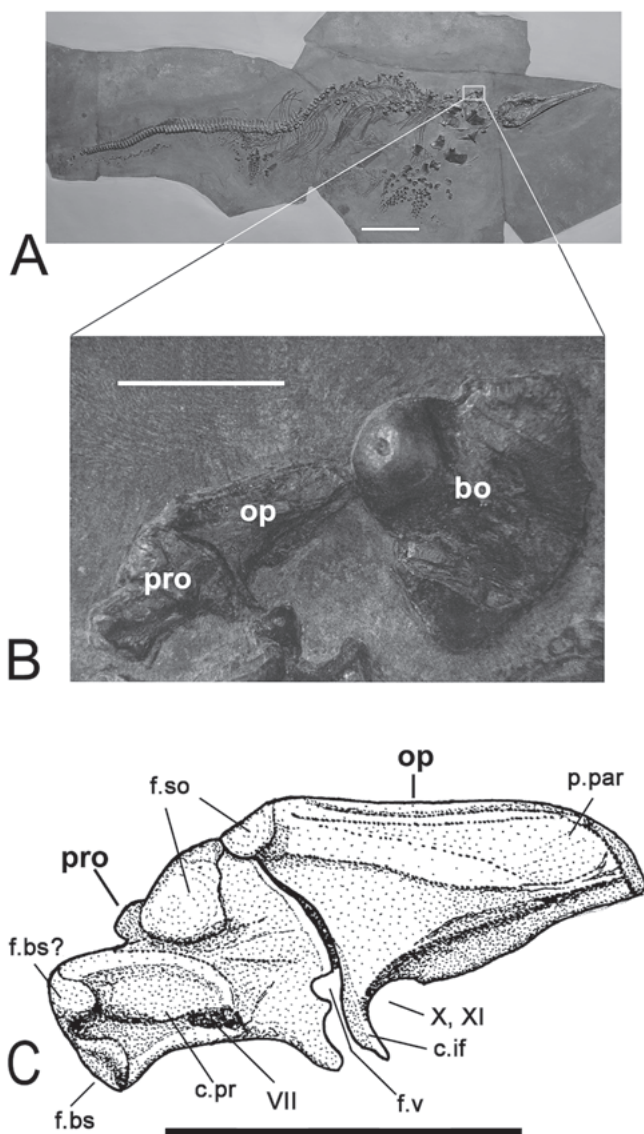 A
B
bo
op
pro
C
op
f.so
p.par
pro
f.bs?
X, XI
c.if
c.pr
VII
f.v
f.bs